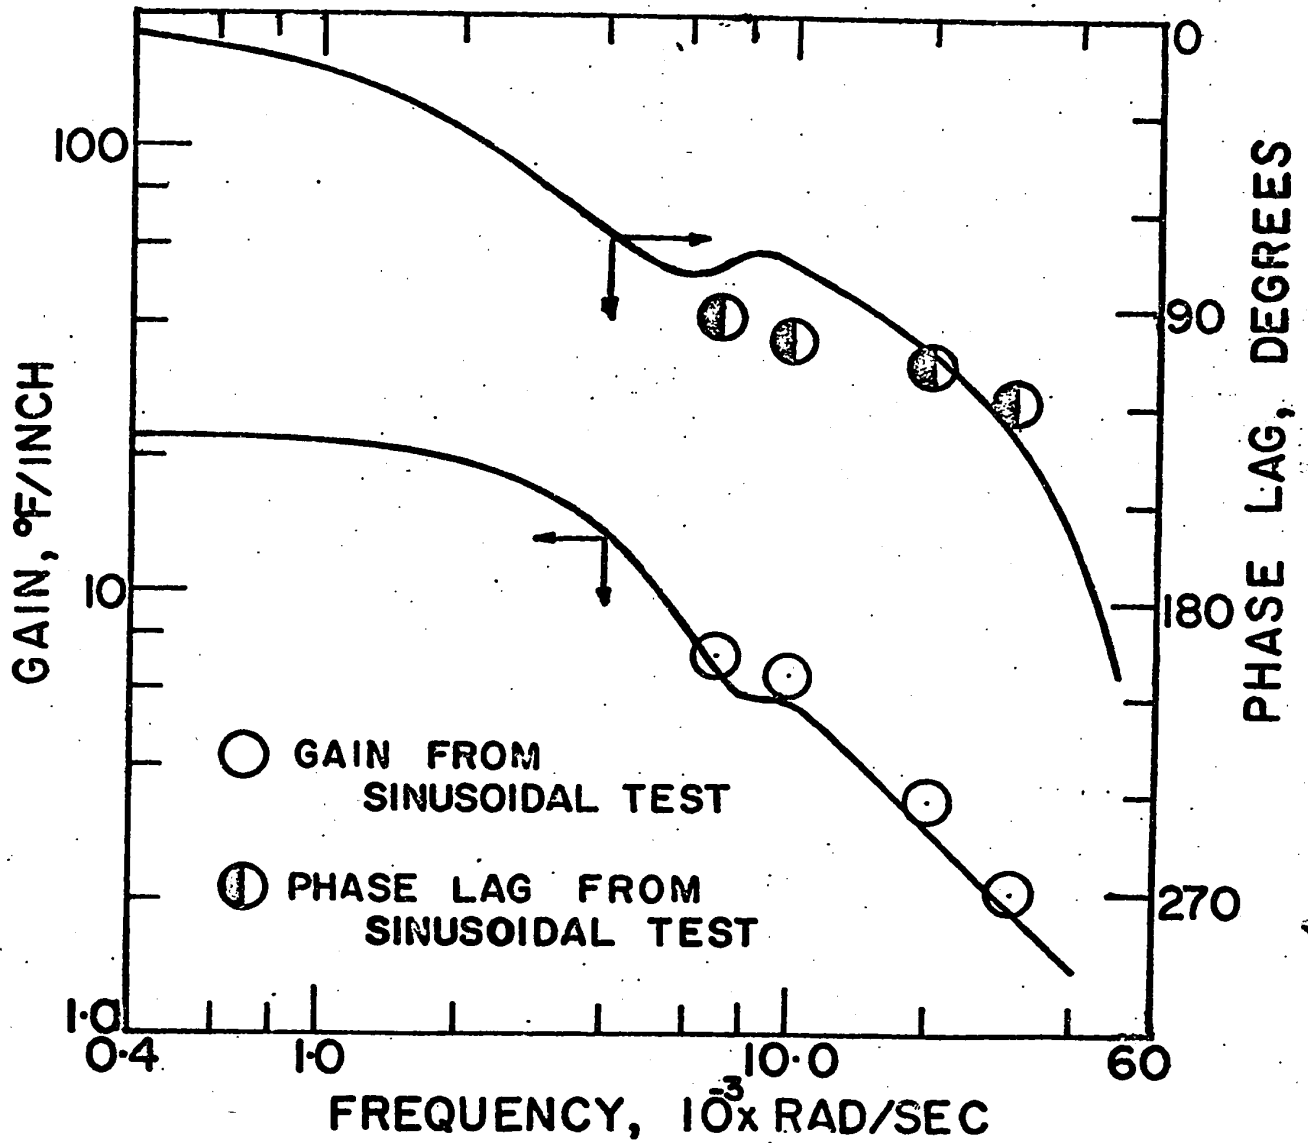 0
100
90
GAIN, °F/INCH
PHASE LAG, DEGREES
10
180
GAIN FROM
SINUSOIDAL TEST
PHASE LAG FROM
SINUSOIDAL TEST
270
1.0
0.4
1.0
10.0
60
FREQUENCY, 10⁻³x RAD/SEC